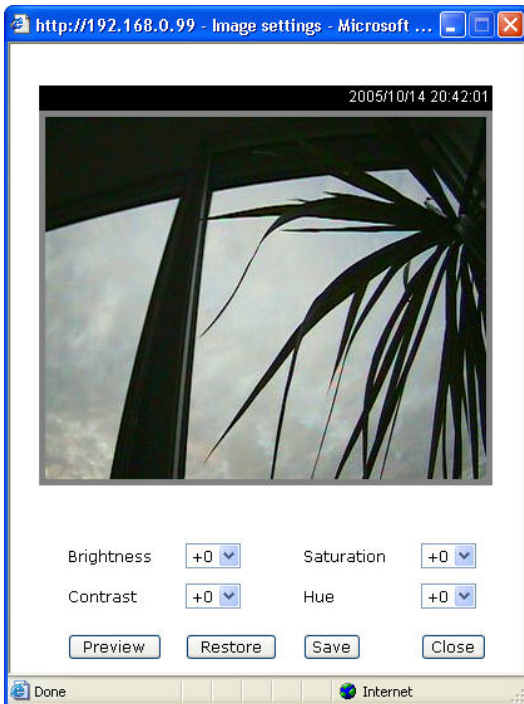 http://192.168.0.99 - Image settings - Microsoft ...
2005/10/14 20:42:01
Brightness +0 Saturation +0
Contrast +0 Hue +0
Preview Restore Save Close
Done Internet